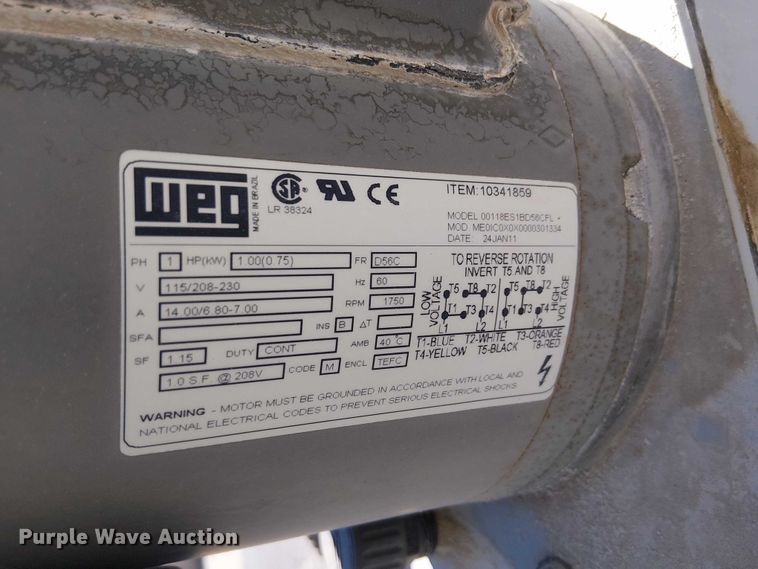 WEG
MADE IN BRAZIL
LR 38324
ITEM:10341859
MODEL 00118ES1BD56CFL -
MOD. ME0IC0X0X0000301334
DATE: 24JAN11
PH 1 HP(kW) 1.00(0.75) FR D56C
V 115/208-230 Hz 60
A 14.00/6.80-7.00 RPM 1750
SFA INS B ΔT
SF 1.15 DUTY CONT AMB 40°C
1.0 S.F. @ 208V CODE M ENCL TEFC
TO REVERSE ROTATION
INVERT T5 AND T8
LOW VOLTAGE
T5 T8 T2
T1 T3 T4
L1 L2
T5 T8 T2
T1 T3 T4
L1 L2
HIGH VOLTAGE
T1-BLUE T2-WHITE T3-ORANGE
T4-YELLOW T5-BLACK T8-RED
WARNING - MOTOR MUST BE GROUNDED IN ACCORDANCE WITH LOCAL AND
NATIONAL ELECTRICAL CODES TO PREVENT SERIOUS ELECTRICAL SHOCKS.
Purple Wave Auction